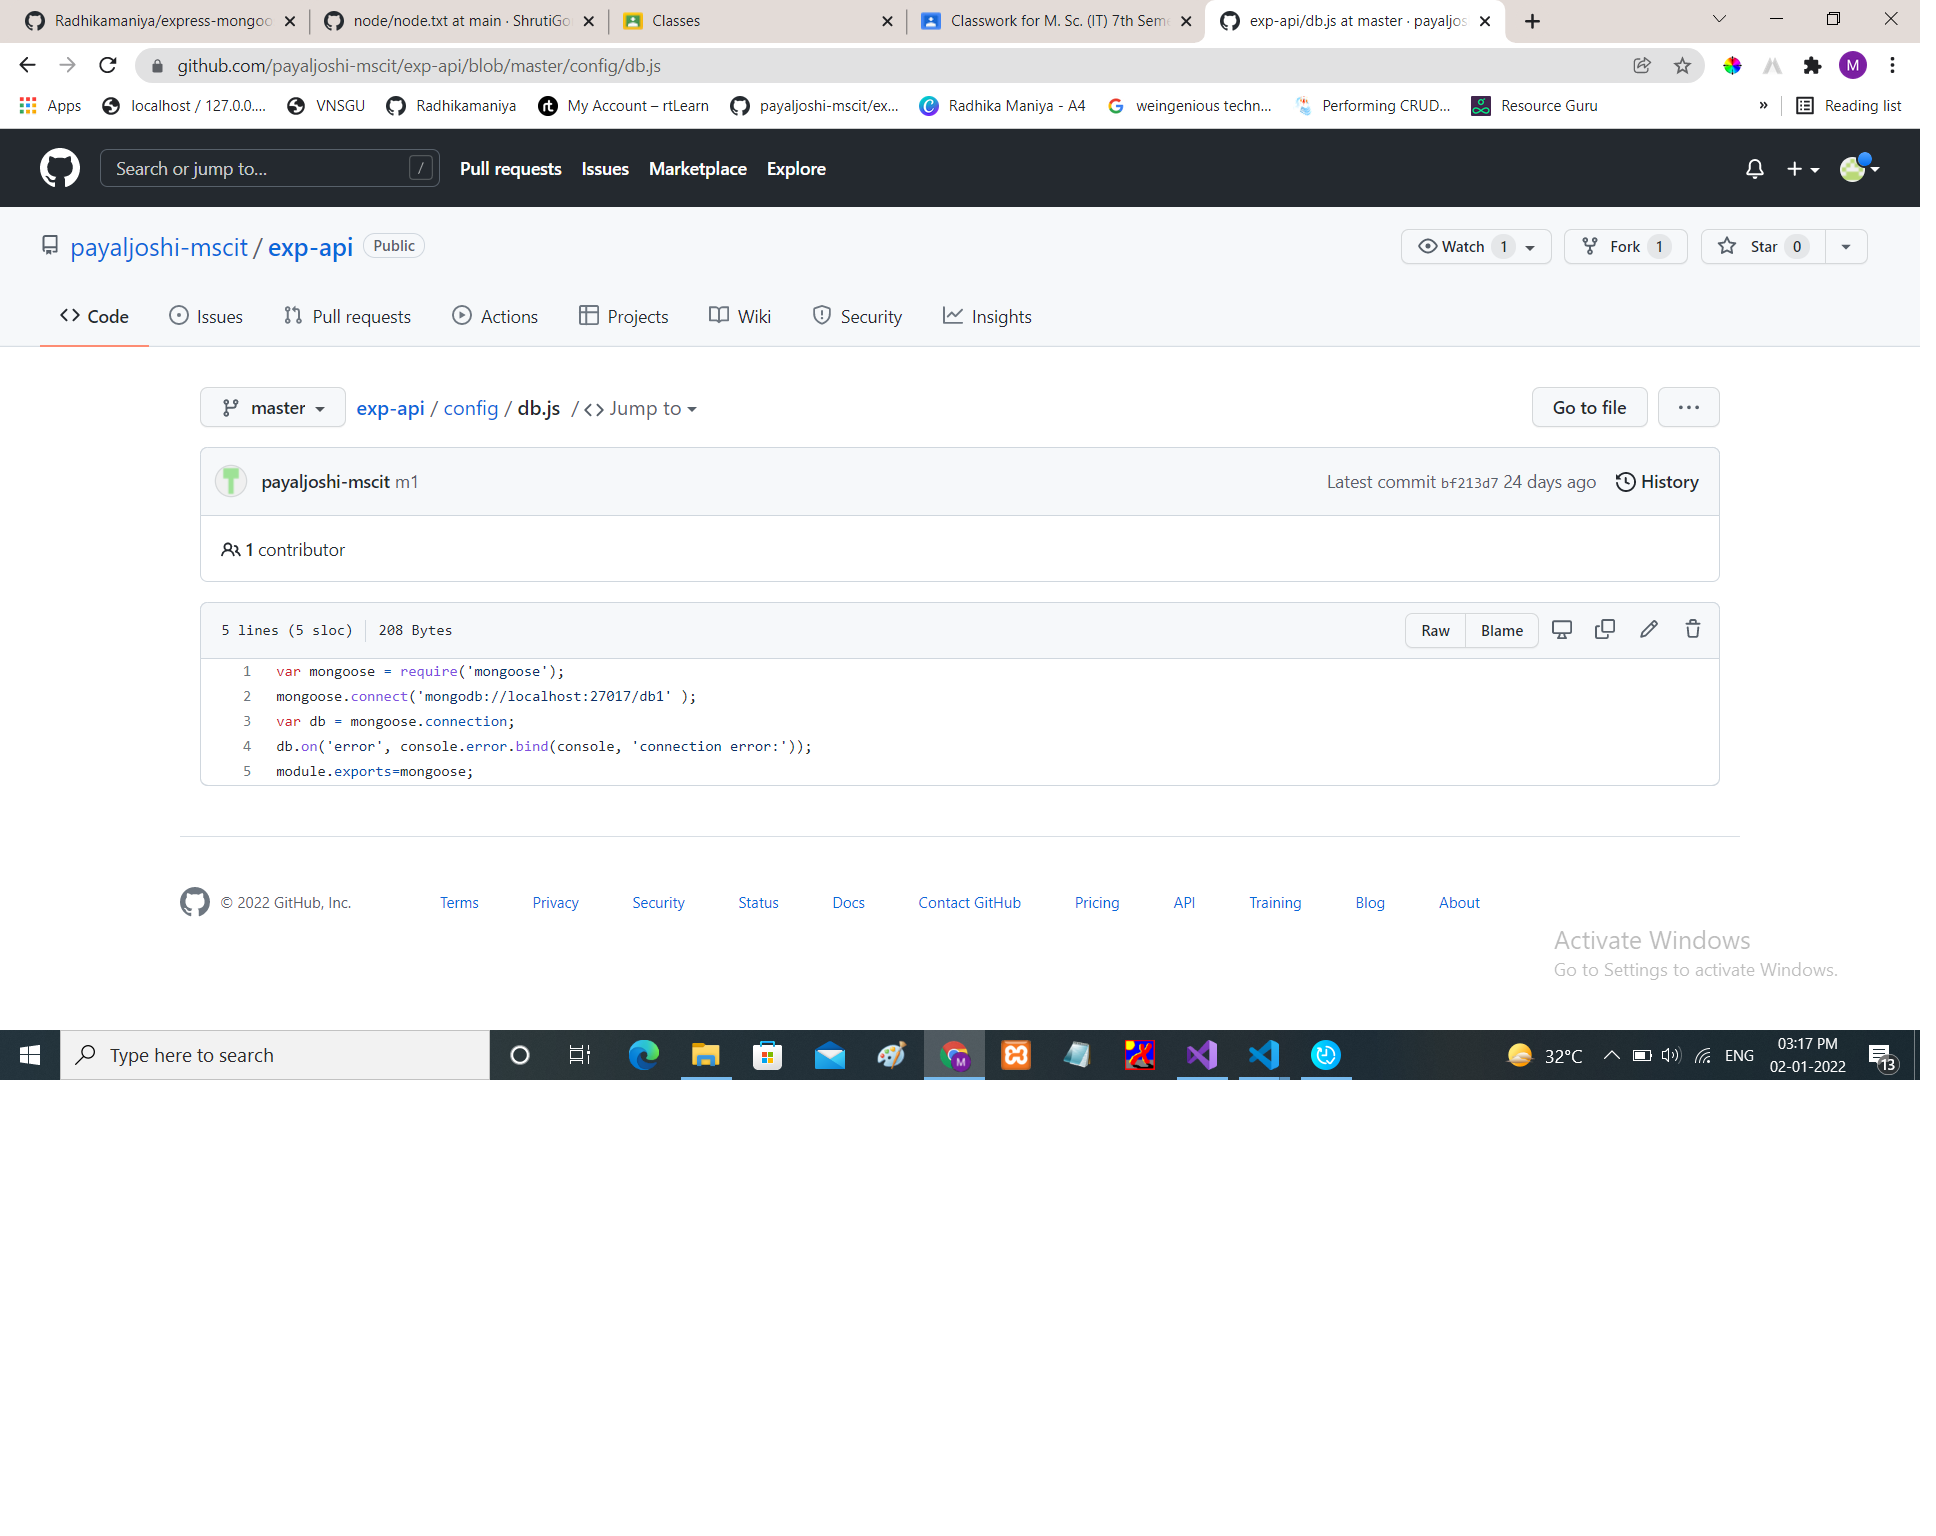 Radhikamaniya/express-mongoo
node/node.txt at main · ShrutiGo
Classes
Classwork for M. Sc. (IT) 7th Seme
exp-api/db.js at master · payaljos
github.com/payaljoshi-mscit/exp-api/blob/master/config/db.js
M
Apps
localhost / 127.0.0....
VNSGU
Radhikamaniya
rt
My Account – rtLearn
payaljoshi-mscit/ex...
Radhika Maniya - A4
weingenious techn...
Performing CRUD...
Resource Guru
»
Reading list
Search or jump to...
/
Pull requests
Issues
Marketplace
Explore
payaljoshi-mscit / exp-api
Public
Watch 1
Fork 1
Star 0
Code
Issues
Pull requests
Actions
Projects
Wiki
Security
Insights
master
exp-api / config / db.js / <> Jump to
Go to file
...
payaljoshi-mscit m1
Latest commit bf213d7 24 days ago
History
1 contributor
5 lines (5 sloc)
208 Bytes
Raw
Blame
1 var mongoose = require('mongoose');
2 mongoose.connect('mongodb://localhost:27017/db1' );
3 var db = mongoose.connection;
4 db.on('error', console.error.bind(console, 'connection error:'));
5 module.exports=mongoose;
© 2022 GitHub, Inc.
Terms
Privacy
Security
Status
Docs
Contact GitHub
Pricing
API
Training
Blog
About
Activate Windows
Go to Settings to activate Windows.
Type here to search
M
32°C
ENG
03:17 PM
02-01-2022
13